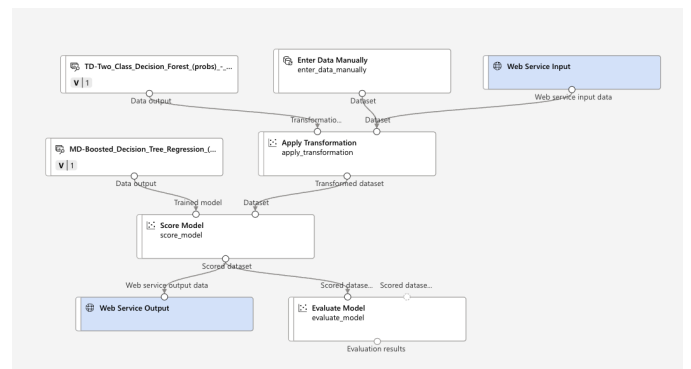 TD-Two_Class_Decision_Forest_(probs)_-_...
V | 1
Data output
Enter Data Manually
enter_data_manually
Dataset
Web Service Input
Web service input data
Transformatio...
Dataset
MD-Boosted_Decision_Tree_Regression_(...
V | 1
Data output
Apply Transformation
apply_transformation
Transformed dataset
Trained model
Dataset
Score Model
score_model
Scored dataset
Web service output data
Scored datase...
Scored datase...
Web Service Output
Evaluate Model
evaluate_model
Evaluation results